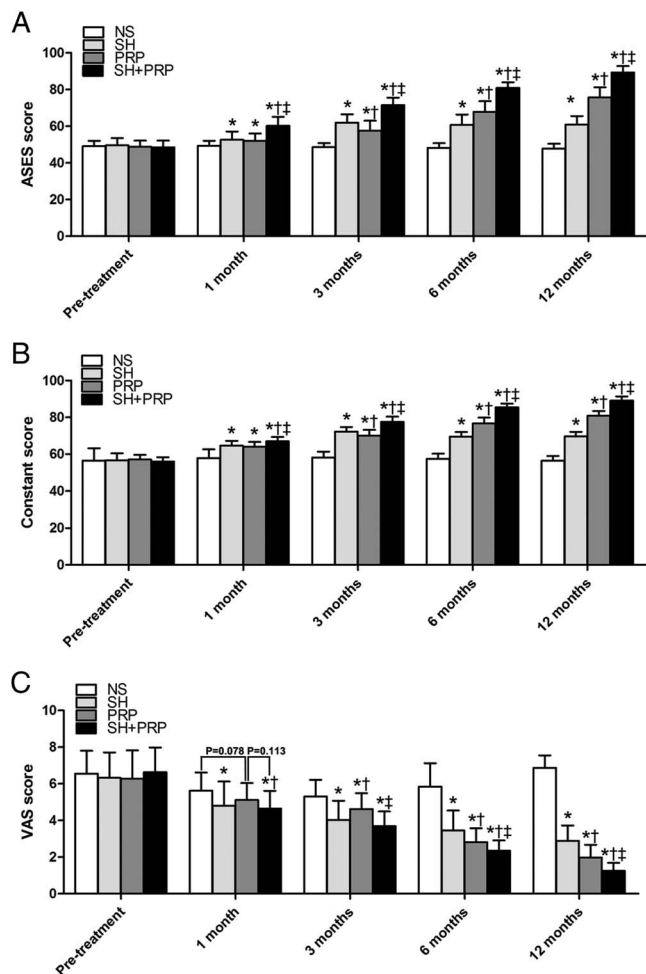 A
NS
SH
PRP
SH+PRP
ASES score
100
80
60
40
20
0
* * *†‡
* *† *†‡
* *† *†‡
* *† *†‡
Pre-treatment
1 month
3 months
6 months
12 months
B
NS
SH
PRP
SH+PRP
Constant score
100
80
60
40
20
0
* * *†‡
* *† *†‡
* *† *†‡
* *† *†‡
Pre-treatment
1 month
3 months
6 months
12 months
C
NS
SH
PRP
SH+PRP
VAS score
10
8
6
4
2
0
P=0.078 P=0.113
* *†
* *† *‡
* *† *†‡
* *† *†‡
Pre-treatment
1 month
3 months
6 months
12 months